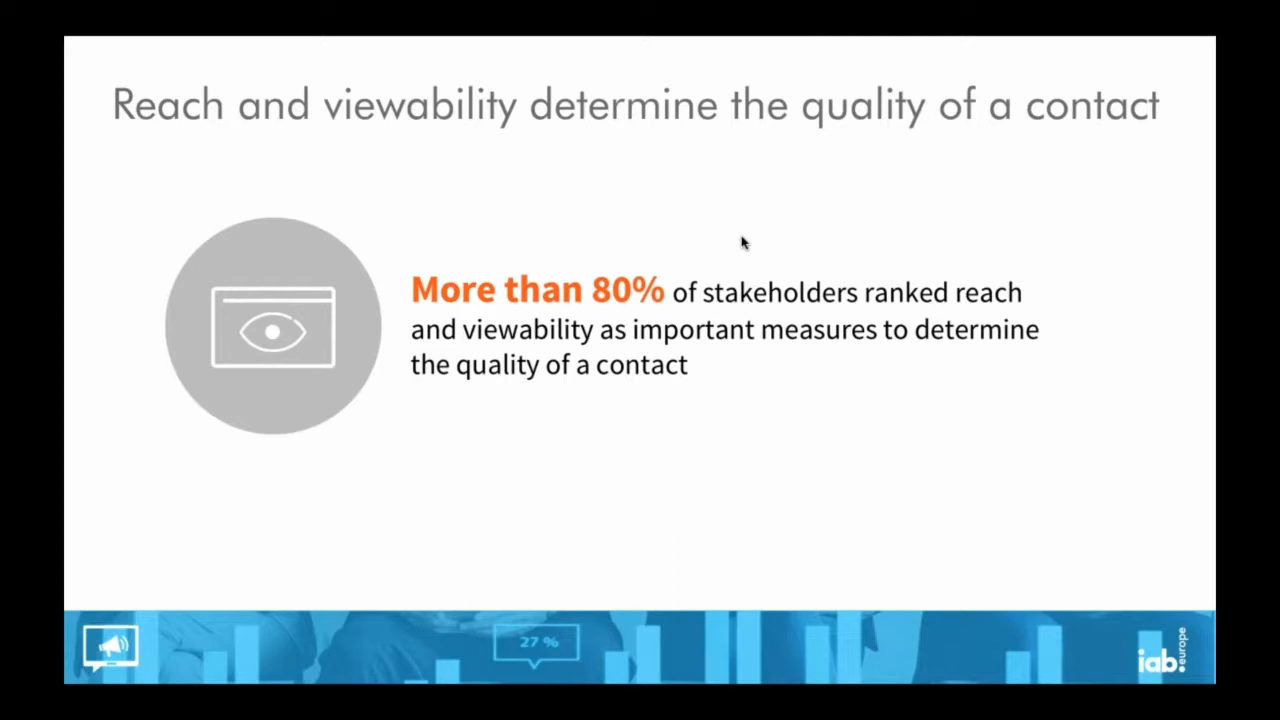 Reach and viewability determine the quality of a contact
More than 80% of stakeholders ranked reach
and viewability as important measures to determine
the quality of a contact
27 %
iab.
europe